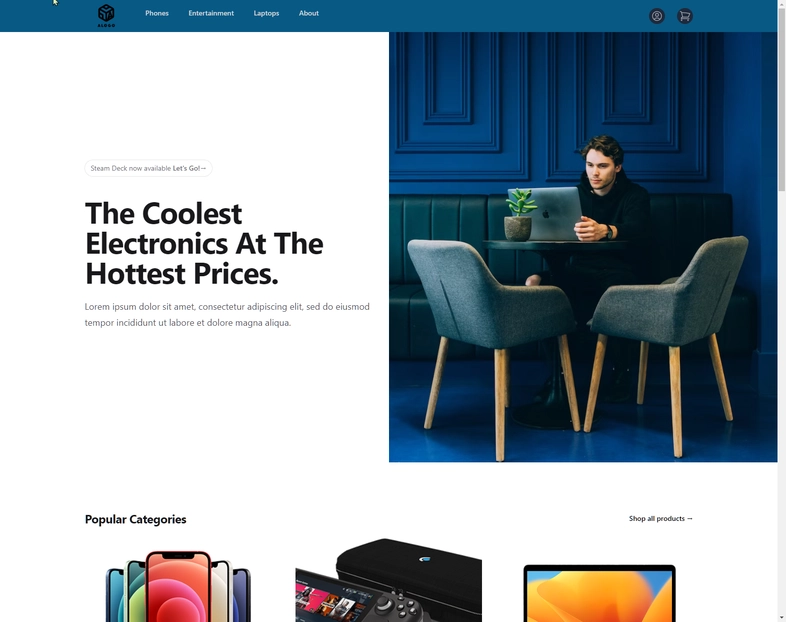 Phones Entertainment Laptops About
Steam Deck now available Let's Go!→
The Coolest
Electronics At The
Hottest Prices.
Lorem ipsum dolor sit amet, consectetur adipiscing elit, sed do eiusmod
tempor incididunt ut labore et dolore magna aliqua.
Popular Categories
Shop all products →